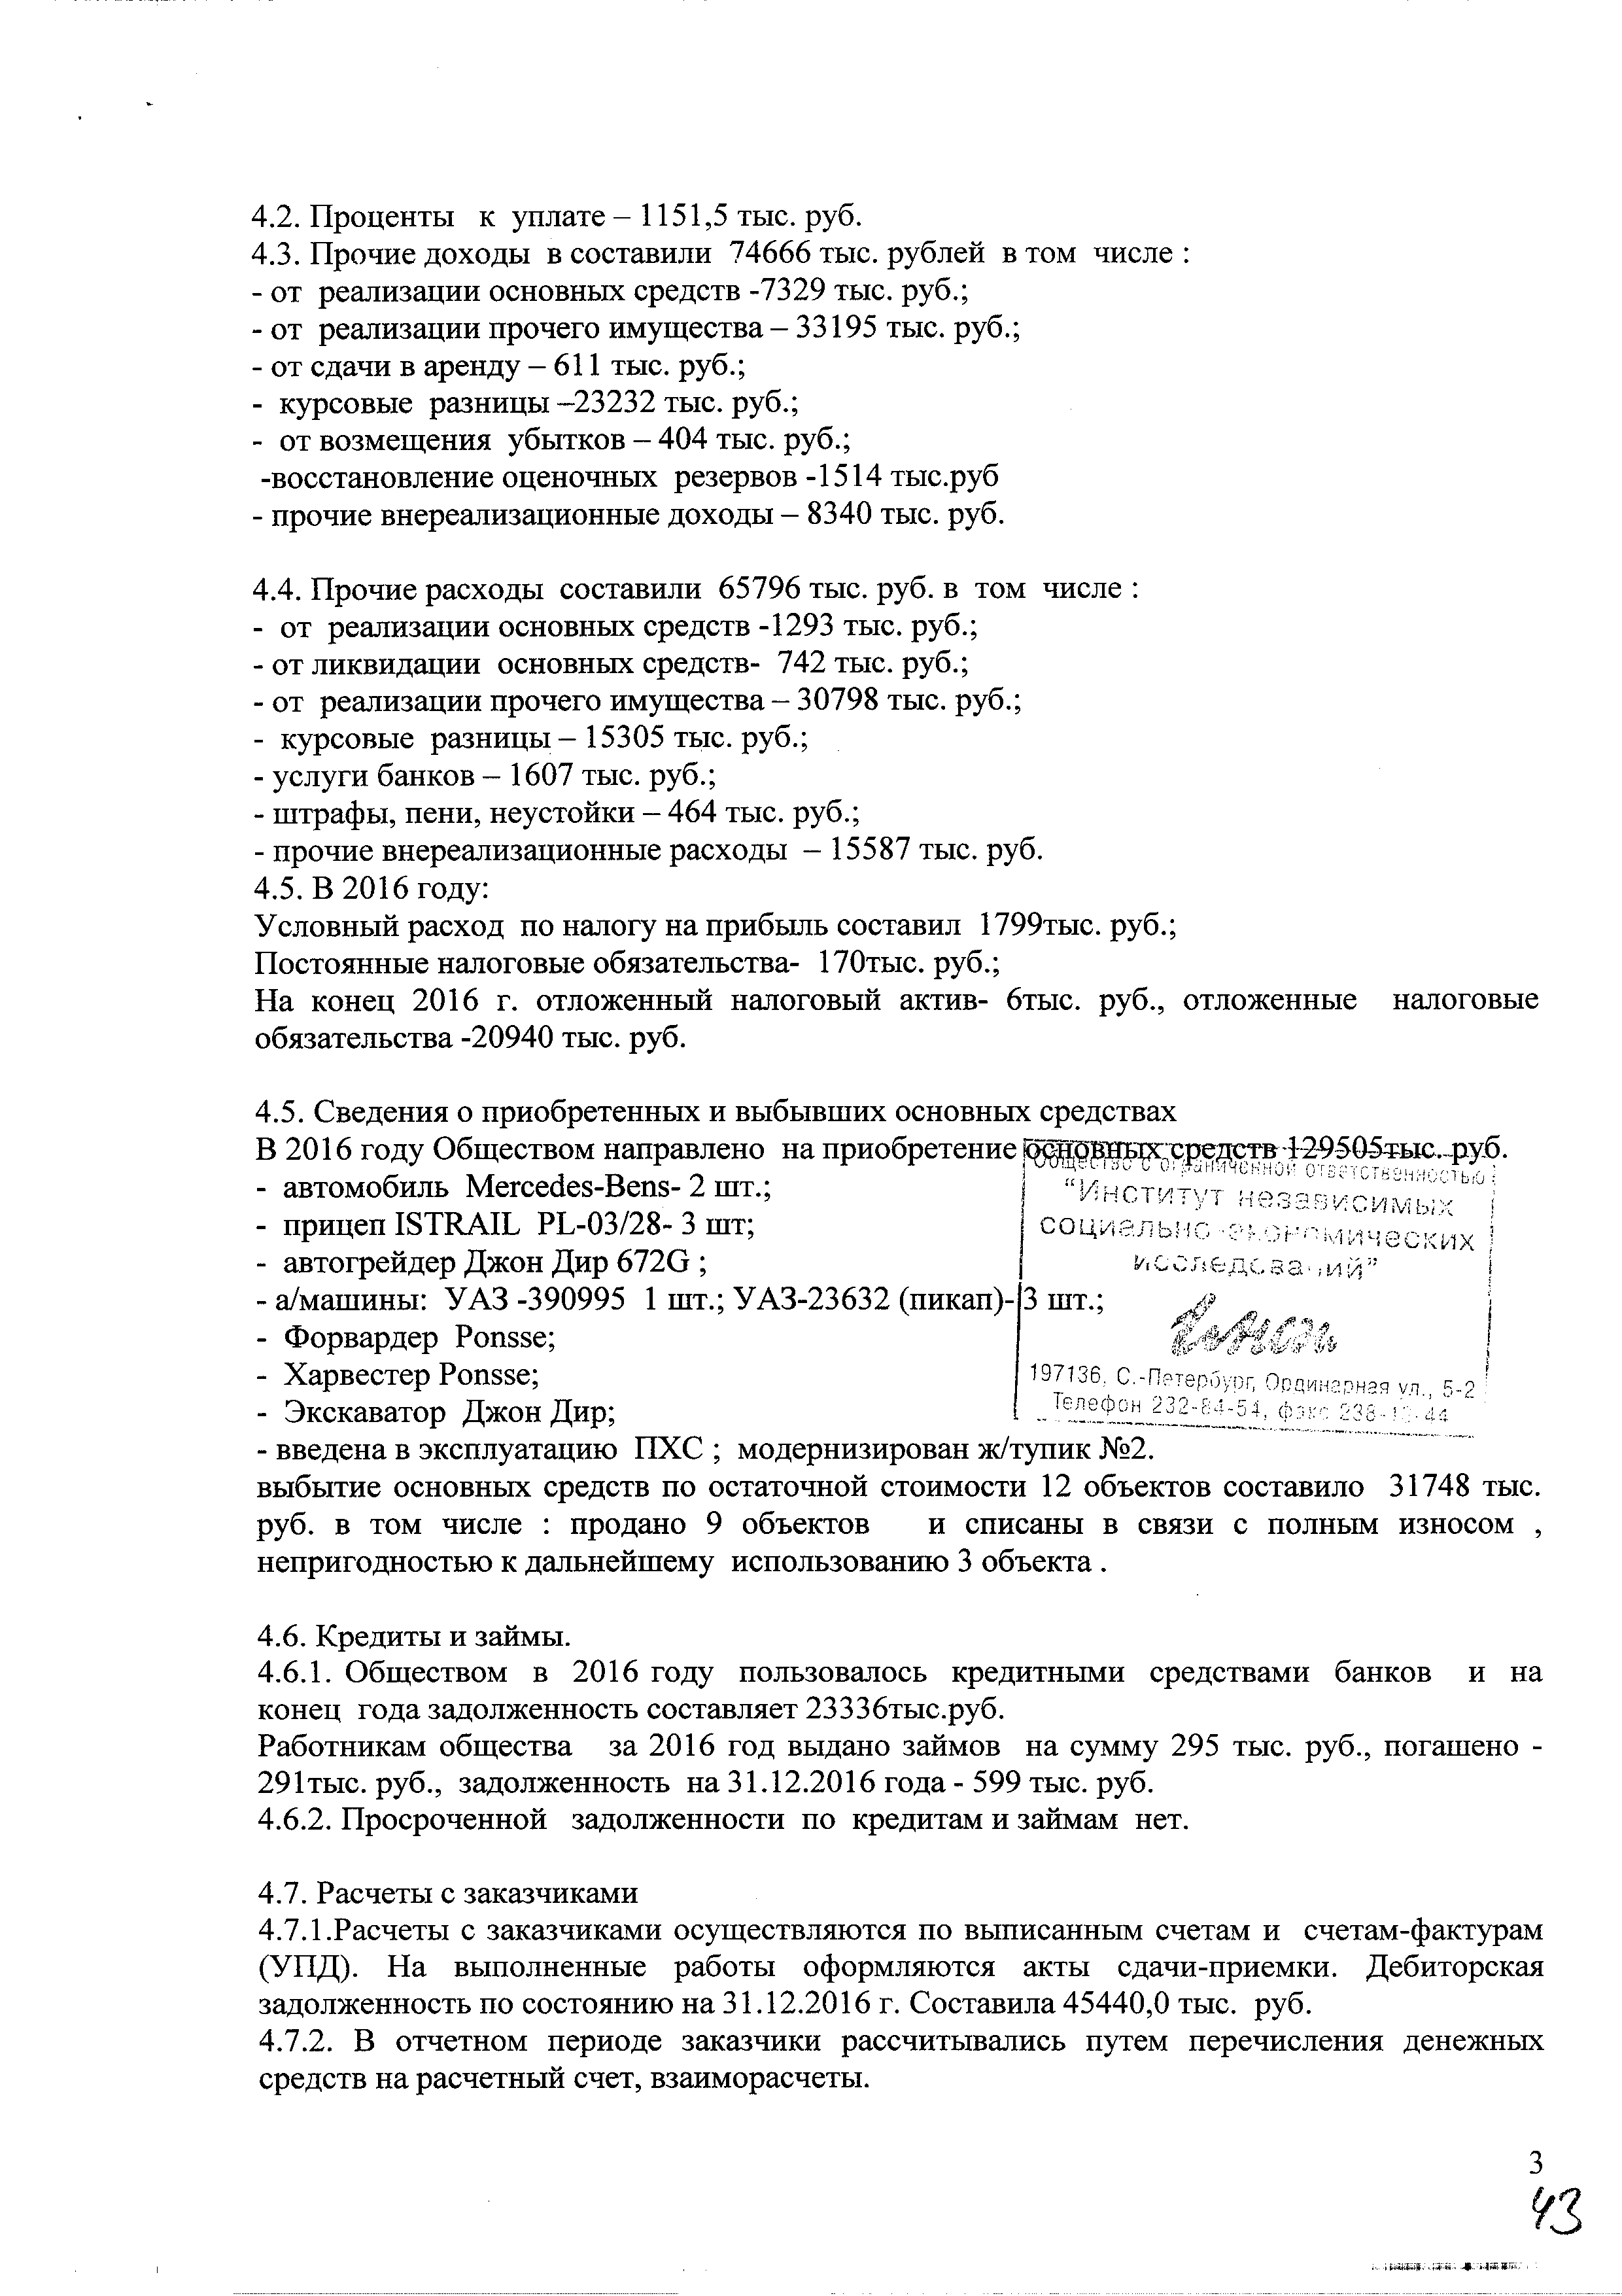 4.2. Проценты к уплате – 1151,5 тыс. руб.
4.3. Прочие доходы в составили 74666 тыс. рублей в том числе :
- от реализации основных средств -7329 тыс. руб.;
- от реализации прочего имущества – 33195 тыс. руб.;
- от сдачи в аренду – 611 тыс. руб.;
- курсовые разницы –23232 тыс. руб.;
- от возмещения убытков – 404 тыс. руб.;
-восстановление оценочных резервов -1514 тыс.руб
- прочие внереализационные доходы – 8340 тыс. руб.
4.4. Прочие расходы составили 65796 тыс. руб. в том числе :
- от реализации основных средств -1293 тыс. руб.;
- от ликвидации основных средств- 742 тыс. руб.;
- от реализации прочего имущества – 30798 тыс. руб.;
- курсовые разницы – 15305 тыс. руб.;
- услуги банков – 1607 тыс. руб.;
- штрафы, пени, неустойки – 464 тыс. руб.;
- прочие внереализационные расходы – 15587 тыс. руб.
4.5. В 2016 году:
Условный расход по налогу на прибыль составил 1799тыс. руб.;
Постоянные налоговые обязательства- 170тыс. руб.;
На конец 2016 г. отложенный налоговый актив- 6тыс. руб., отложенные налоговые
обязательства -20940 тыс. руб.
4.5. Сведения о приобретенных и выбывших основных средствах
В 2016 году Обществом направлено на приобретение основных средств 129505тыс. руб.
- автомобиль Mercedes-Bens- 2 шт.;
- прицеп ISTRAIL PL-03/28- 3 шт;
- автогрейдер Джон Дир 672G ;
- а/машины: УАЗ -390995 1 шт.; УАЗ-23632 (пикап)- 3 шт.;
- Форвардер Ponsse;
- Харвестер Ponsse;
- Экскаватор Джон Дир;
- введена в эксплуатацию ПХС ; модернизирован ж/тупик №2.
Общество с ограниченной ответственностью
"Институт независимых
социально-экономических
исследований"
197136, С.-Петербург, Ординарная ул., 5-2
Телефон 232-84-54, факс
выбытие основных средств по остаточной стоимости 12 объектов составило 31748 тыс.
руб. в том числе : продано 9 объектов и списаны в связи с полным износом ,
непригодностью к дальнейшему использованию 3 объекта .
4.6. Кредиты и займы.
4.6.1. Обществом в 2016 году пользовалось кредитными средствами банков и на
конец года задолженность составляет 23336тыс.руб.
Работникам общества за 2016 год выдано займов на сумму 295 тыс. руб., погашено -
291тыс. руб., задолженность на 31.12.2016 года - 599 тыс. руб.
4.6.2. Просроченной задолженности по кредитам и займам нет.
4.7. Расчеты с заказчиками
4.7.1.Расчеты с заказчиками осуществляются по выписанным счетам и счетам-фактурам
(УПД). На выполненные работы оформляются акты сдачи-приемки. Дебиторская
задолженность по состоянию на 31.12.2016 г. Составила 45440,0 тыс. руб.
4.7.2. В отчетном периоде заказчики рассчитывались путем перечисления денежных
средств на расчетный счет, взаиморасчеты.
3
43